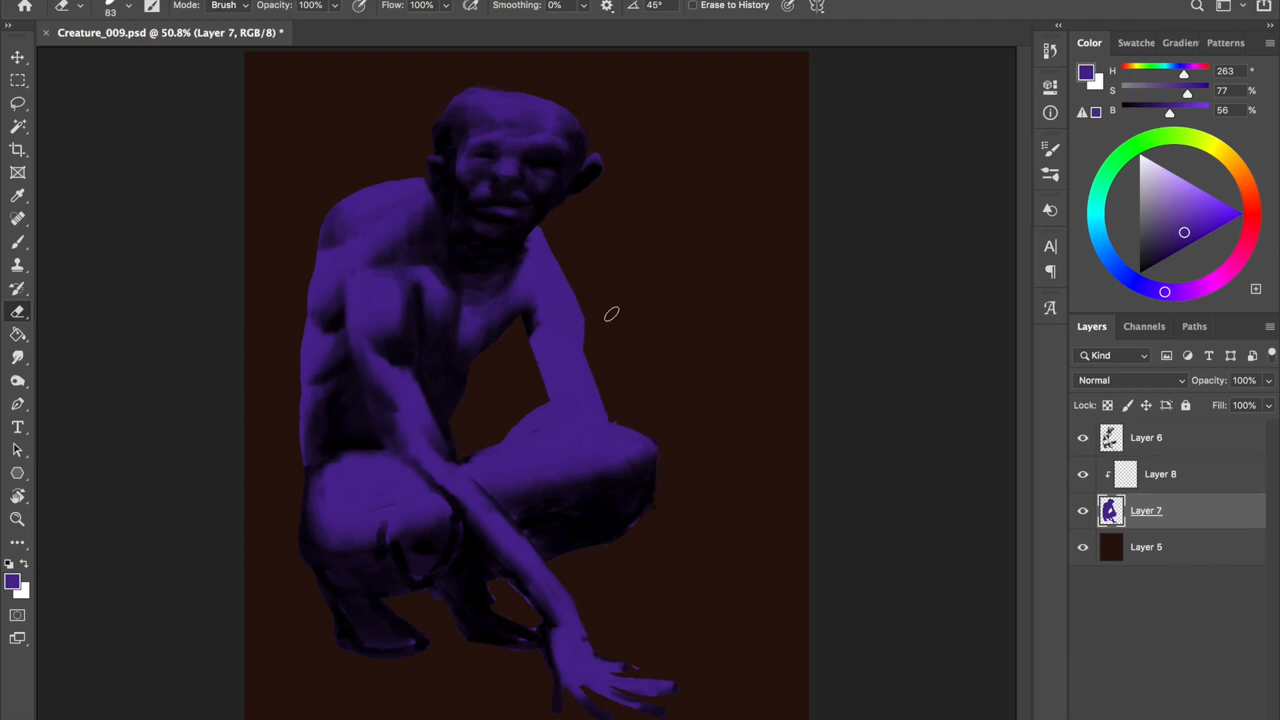 Mode: Brush Opacity: 100% Flow: 100% Smoothing: 0% 45° Erase to History
Creature_009.psd @ 50.8% (Layer 7, RGB/8) *
83
Color Swatche Gradien Patterns
H 263 °
S 77 %
B 56 %
Layers Channels Paths
Kind
Normal Opacity: 100%
Lock: Fill: 100%
Layer 6
Layer 8
Layer 7
Layer 5